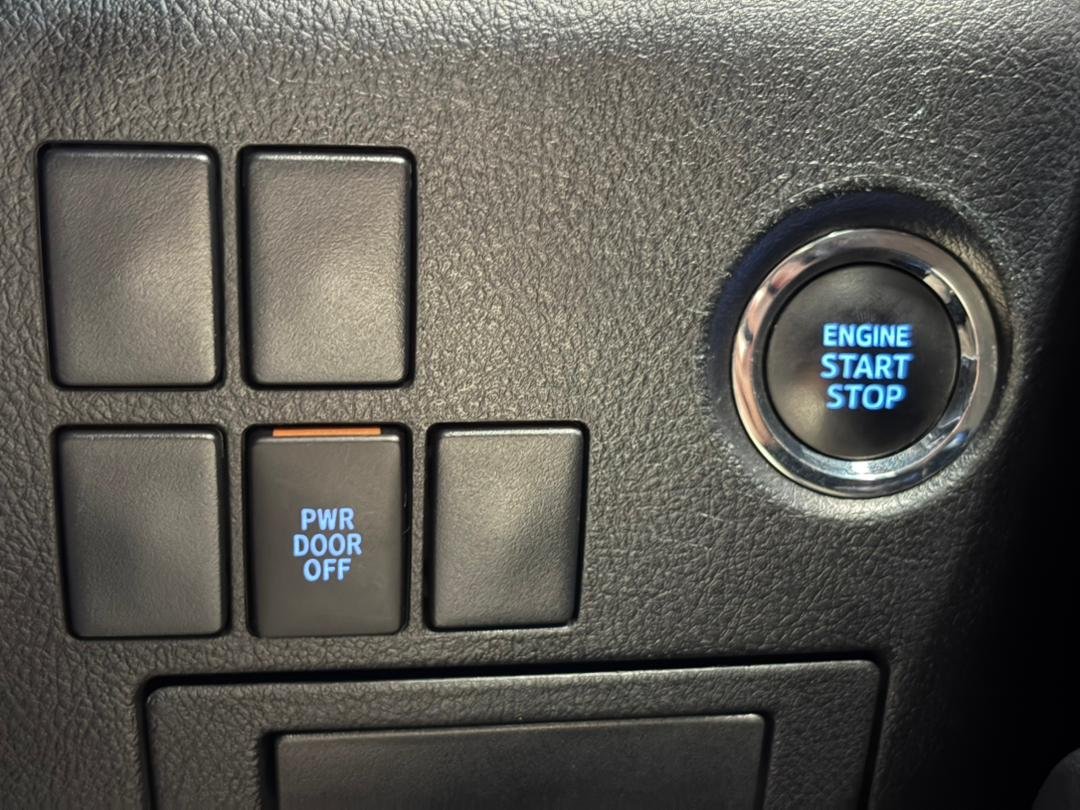 ENGINE
START
STOP
PWR
DOOR
OFF